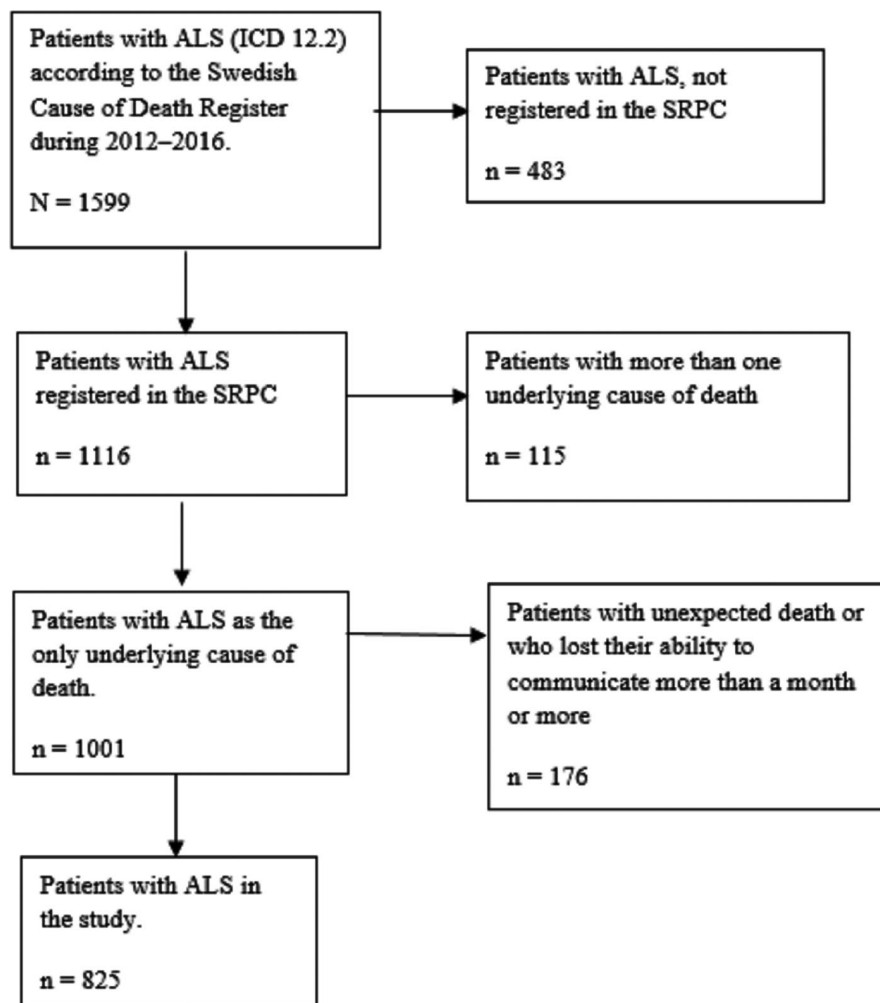 Patients with ALS (ICD 12.2)
according to the Swedish
Cause of Death Register
during 2012–2016.
N = 1599
Patients with ALS, not
registered in the SRPC
n = 483
Patients with ALS
registered in the SRPC
n = 1116
Patients with more than one
underlying cause of death
n = 115
Patients with ALS as the
only underlying cause of
death.
n = 1001
Patients with unexpected death or
who lost their ability to
communicate more than a month
or more
n = 176
Patients with ALS in
the study.
n = 825